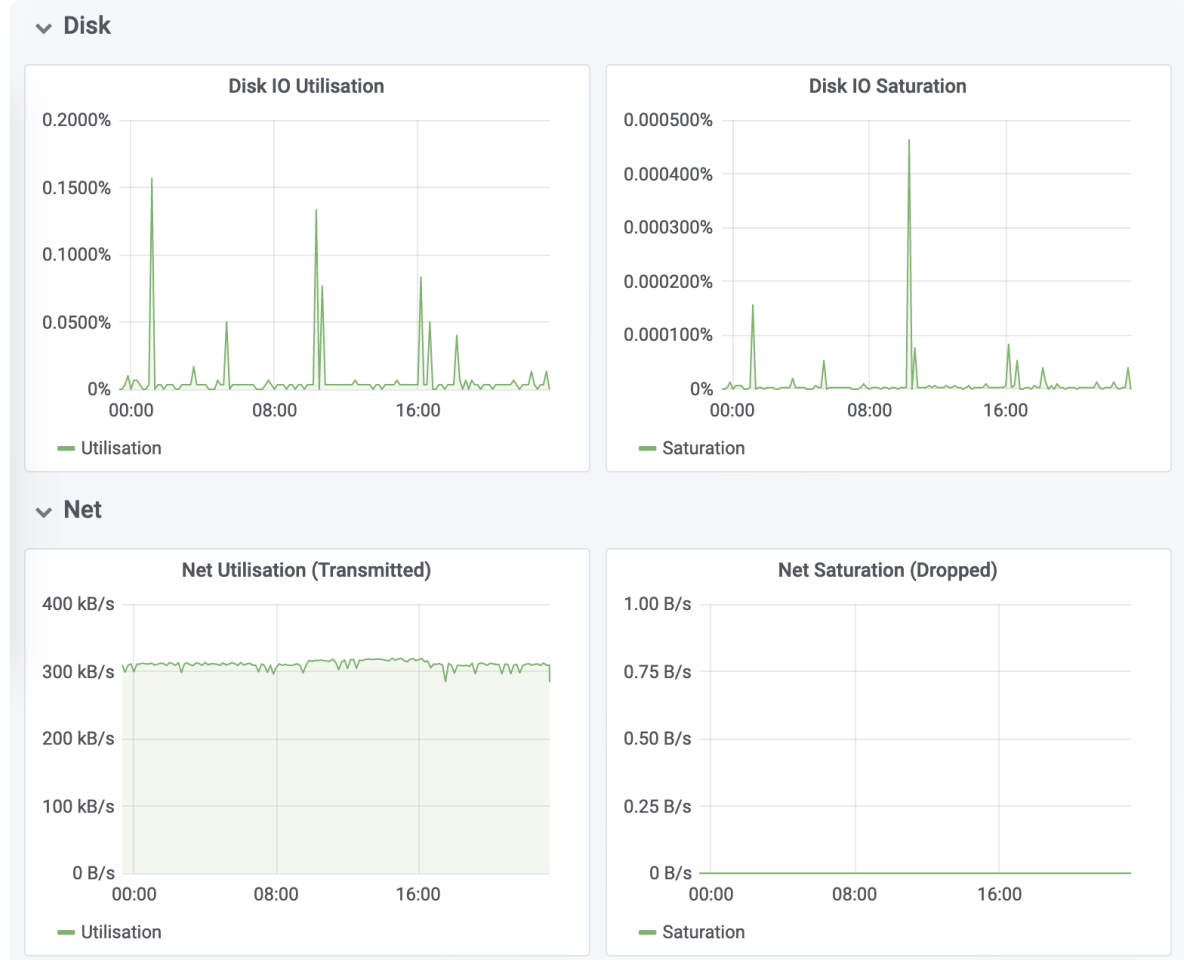 Disk
Disk IO Utilisation
0.2000%
0.1500%
0.1000%
0.0500%
0%
00:00 08:00 16:00
Utilisation
Disk IO Saturation
0.000500%
0.000400%
0.000300%
0.000200%
0.000100%
0%
00:00 08:00 16:00
Saturation
Net
Net Utilisation (Transmitted)
400 kB/s
300 kB/s
200 kB/s
100 kB/s
0 B/s
00:00 08:00 16:00
Utilisation
Net Saturation (Dropped)
1.00 B/s
0.75 B/s
0.50 B/s
0.25 B/s
0 B/s
00:00 08:00 16:00
Saturation